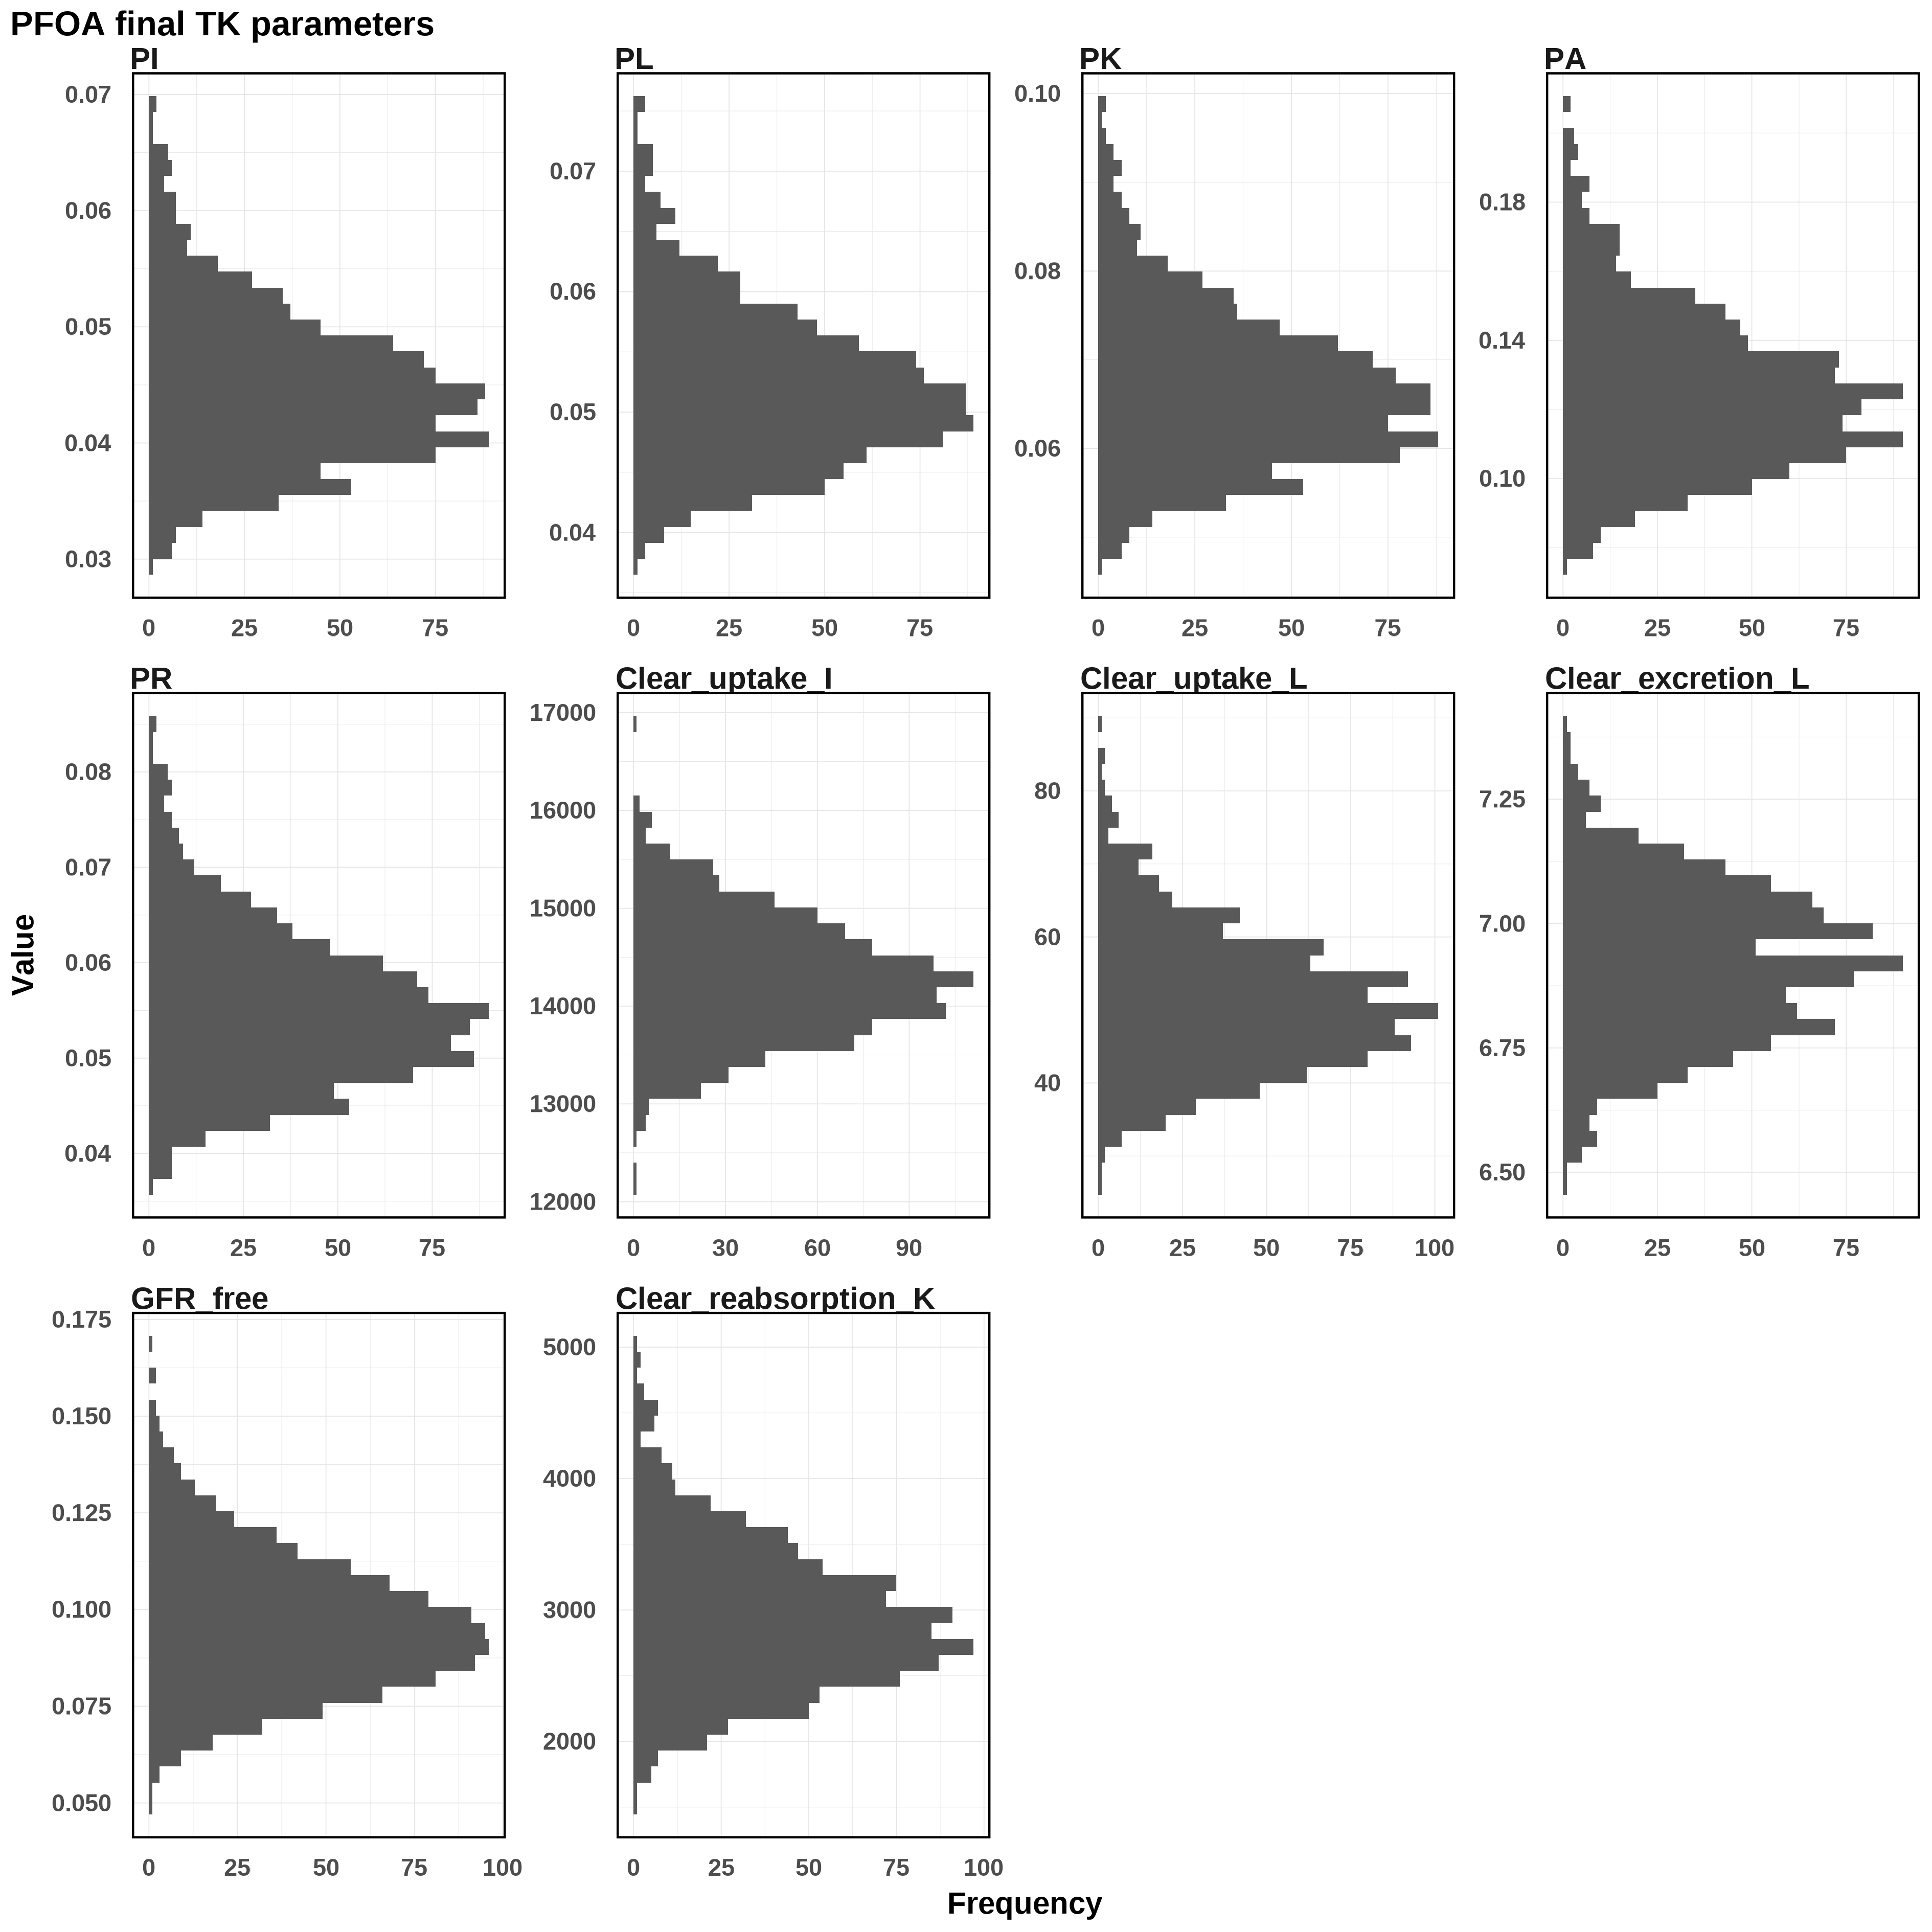 PFOA final TK parameters
PI PL PK PA
0.07 0.06 0.05 0.04 0.03
0.07 0.06 0.05 0.04
0.10 0.08 0.06
0.18 0.14 0.10
0 25 50 75 0 25 50 75 0 25 50 75 0 25 50 75
PR Clear_uptake_I Clear_uptake_L Clear_excretion_L
0.08 0.07 0.06 0.05 0.04
17000 16000 15000 14000 13000 12000
80 60 40
7.25 7.00 6.75 6.50
0 25 50 75 0 30 60 90 0 25 50 75 100 0 25 50 75
Value
GFR_free Clear_reabsorption_K
0.175 0.150 0.125 0.100 0.075 0.050
5000 4000 3000 2000
0 25 50 75 100 0 25 50 75 100
Frequency